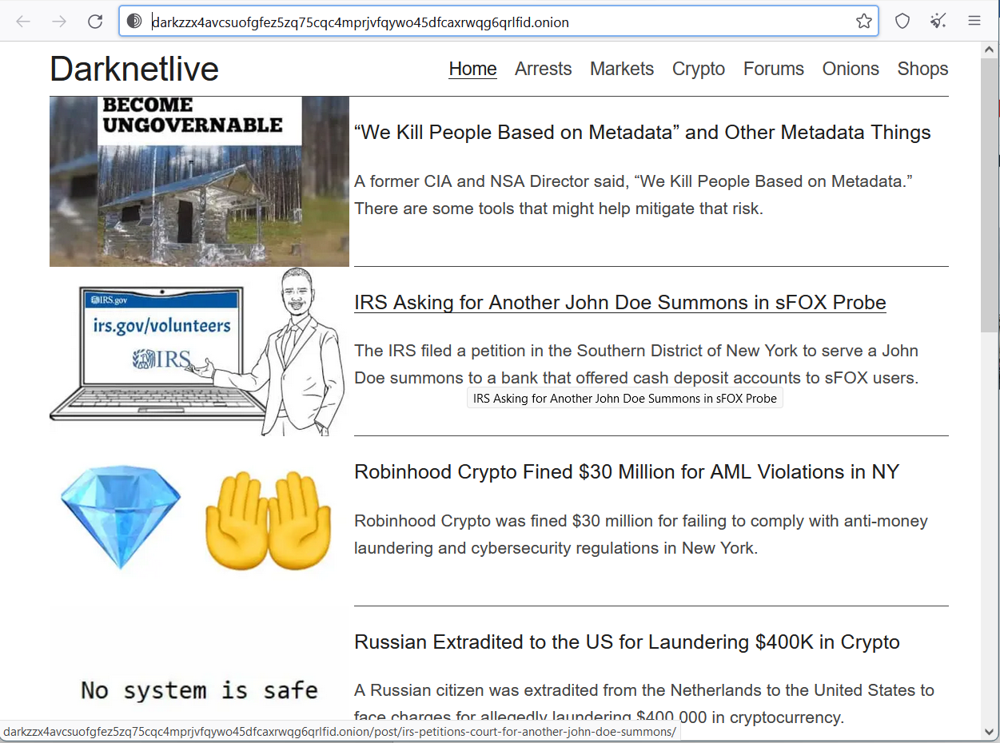 darkzzx4avcsuofgfez5zq75cqc4mprjvfqywo45dfcaxrwqg6qrlfid.onion
Darknetlive
Home Arrests Markets Crypto Forums Onions Shops
BECOME
UNGOVERNABLE
“We Kill People Based on Metadata” and Other Metadata Things
A former CIA and NSA Director said, “We Kill People Based on Metadata.”
There are some tools that might help mitigate that risk.
IRS.gov
irs.gov/volunteers
IRS
IRS Asking for Another John Doe Summons in sFOX Probe
The IRS filed a petition in the Southern District of New York to serve a John
Doe summons to a bank that offered cash deposit accounts to sFOX users.
IRS Asking for Another John Doe Summons in sFOX Probe
Robinhood Crypto Fined $30 Million for AML Violations in NY
Robinhood Crypto was fined $30 million for failing to comply with anti-money
laundering and cybersecurity regulations in New York.
No system is safe
Russian Extradited to the US for Laundering $400K in Crypto
A Russian citizen was extradited from the Netherlands to the United States to
face charges for allegedly laundering $400,000 in cryptocurrency.
darkzzx4avcsuofgfez5zq75cqc4mprjvfqywo45dfcaxrwqg6qrlfid.onion/post/irs-petitions-court-for-another-john-doe-summons/